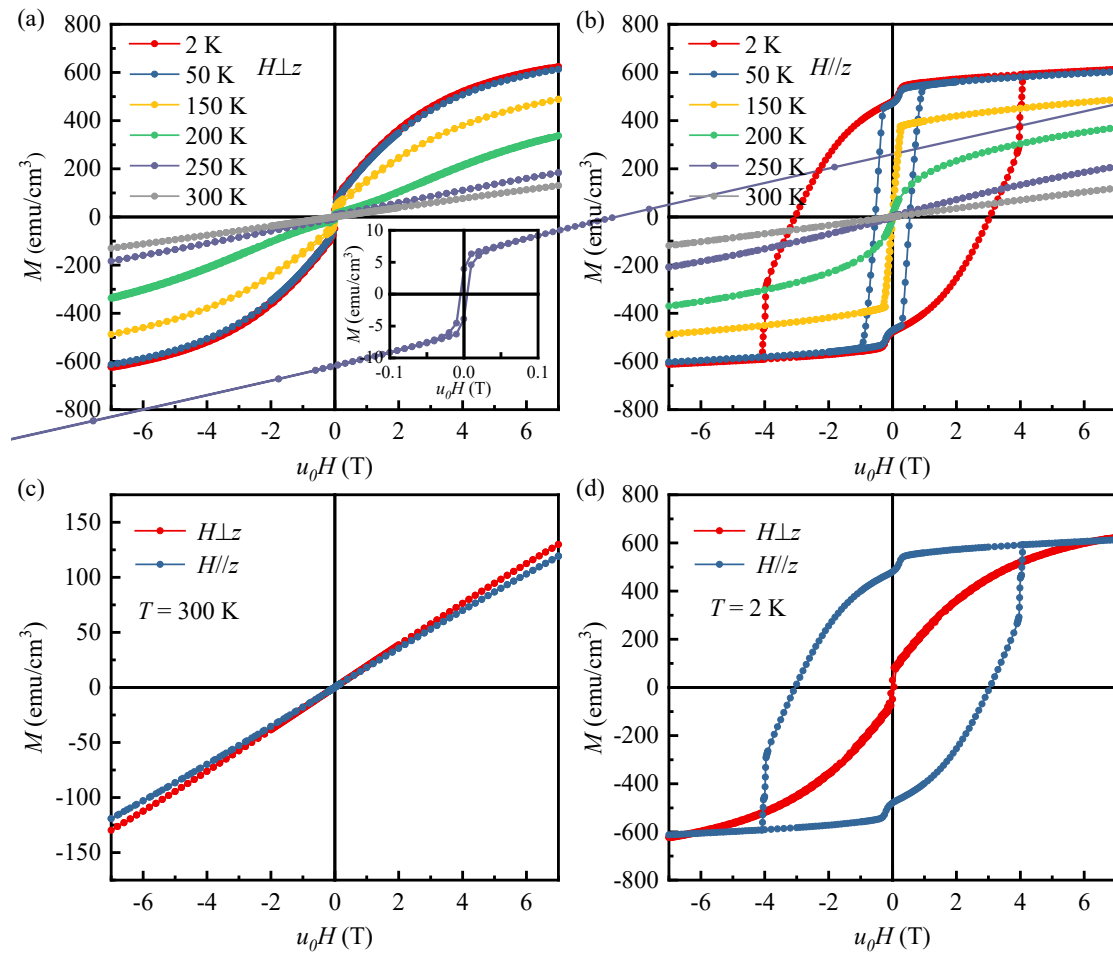 (a)
800
600
400
200
0
-200
-400
-600
-800
M (emu/cm³)
2 K
50 K
150 K
200 K
250 K
300 K
H⊥z
-6 -4 -2 0 2 4 6
u₀H (T)
10
5
0
-5
-10
M (emu/cm³)
-0.1 0.0 0.1
u₀H (T)
(b)
800
600
400
200
0
-200
-400
-600
-800
M (emu/cm³)
2 K
50 K
150 K
200 K
250 K
300 K
H//z
-6 -4 -2 0 2 4 6
u₀H (T)
(c)
150
100
50
0
-50
-100
-150
M (emu/cm³)
H⊥z
H//z
T = 300 K
-6 -4 -2 0 2 4 6
u₀H (T)
(d)
800
600
400
200
0
-200
-400
-600
-800
M (emu/cm³)
H⊥z
H//z
T = 2 K
-6 -4 -2 0 2 4 6
u₀H (T)